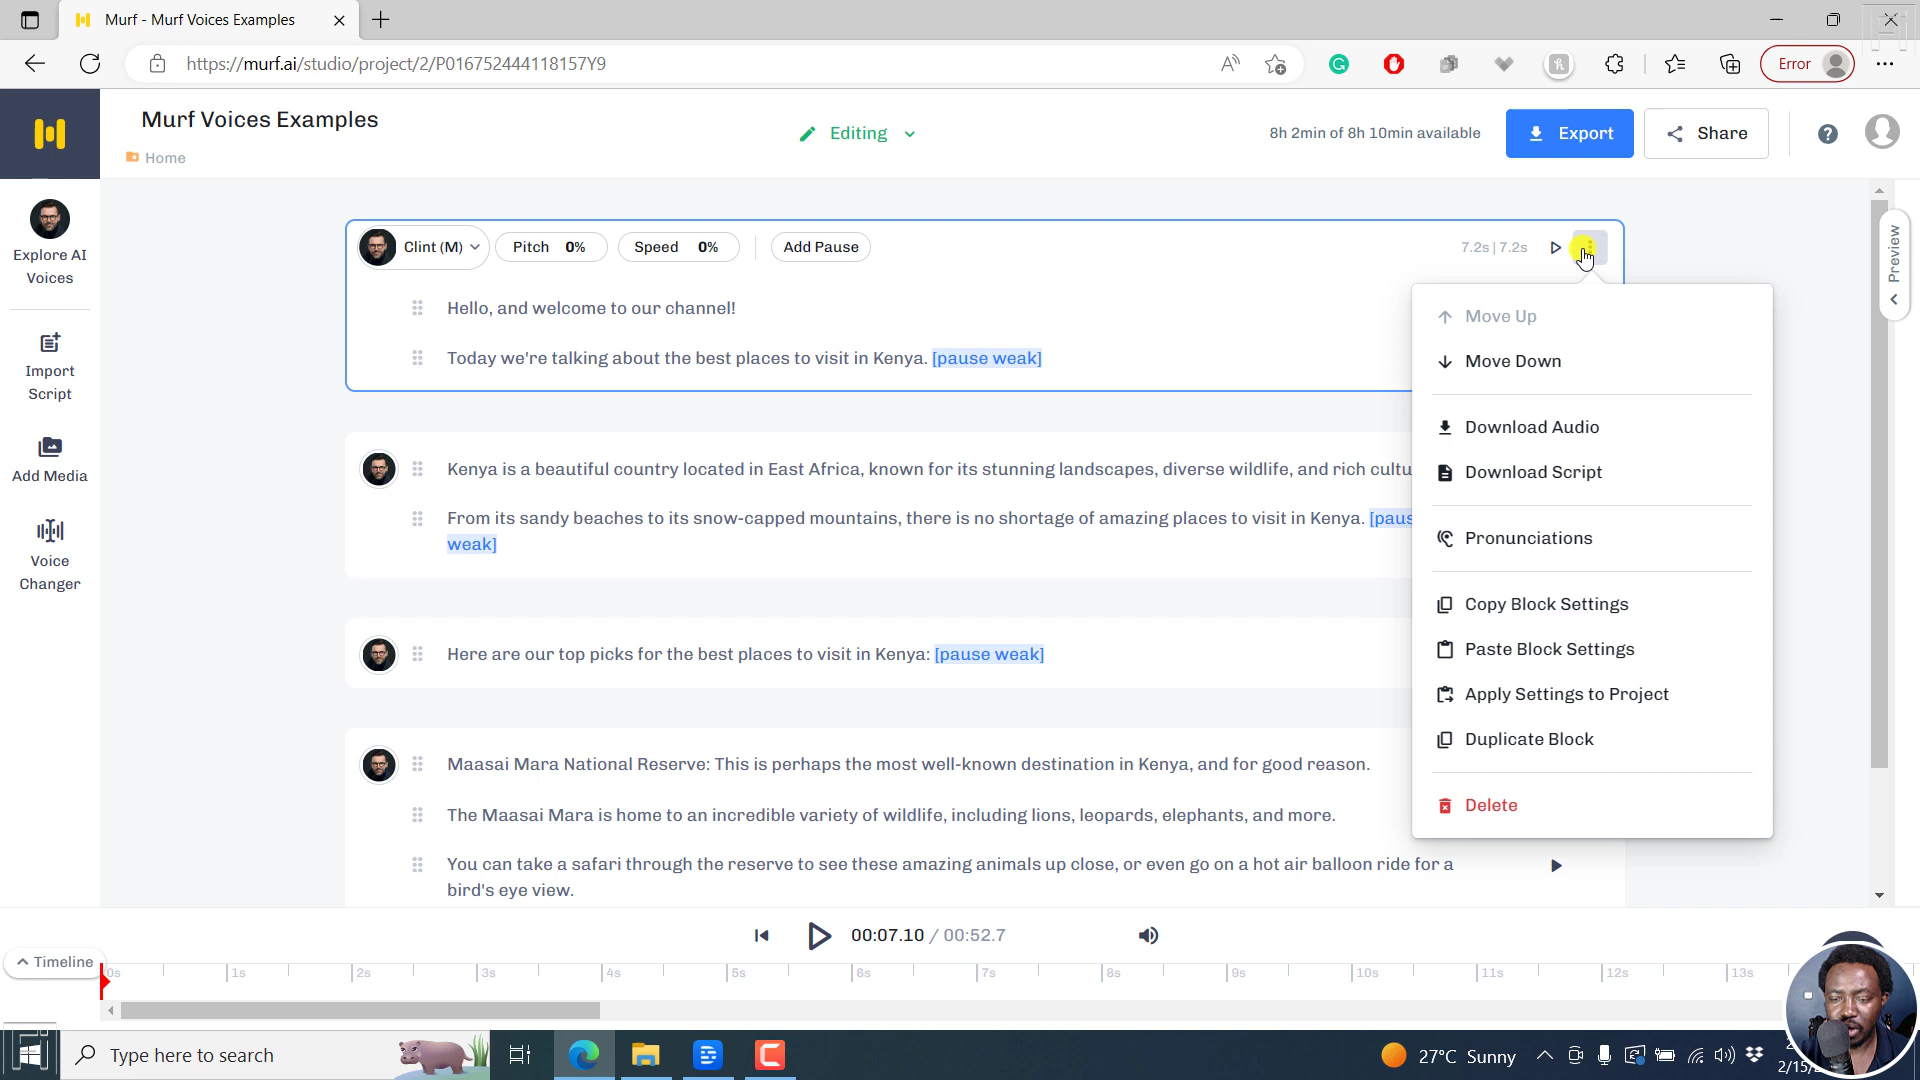 Murf - Murf Voices Examples
https://murf.ai/studio/project/2/P016752444118157Y9
Error
Murf Voices Examples
Home
Editing
8h 2min of 8h 10min available
Export
Share
Explore AI
Voices
Import
Script
Add Media
Voice
Changer
Clint (M)
Pitch 0%
Speed 0%
Add Pause
7.2s | 7.2s
Hello, and welcome to our channel!
Today we're talking about the best places to visit in Kenya. [pause weak]
Kenya is a beautiful country located in East Africa, known for its stunning landscapes, diverse wildlife, and rich cultu
From its sandy beaches to its snow-capped mountains, there is no shortage of amazing places to visit in Kenya. [paus
weak]
Here are our top picks for the best places to visit in Kenya: [pause weak]
Maasai Mara National Reserve: This is perhaps the most well-known destination in Kenya, and for good reason.
The Maasai Mara is home to an incredible variety of wildlife, including lions, leopards, elephants, and more.
You can take a safari through the reserve to see these amazing animals up close, or even go on a hot air balloon ride for a
bird's eye view.
Move Up
Move Down
Download Audio
Download Script
Pronunciations
Copy Block Settings
Paste Block Settings
Apply Settings to Project
Duplicate Block
Delete
Preview
00:07.10 / 00:52.7
Timeline
0s 1s 2s 3s 4s 5s 6s 7s 8s 9s 10s 11s 12s 13s
Type here to search
27°C Sunny
2/15/2